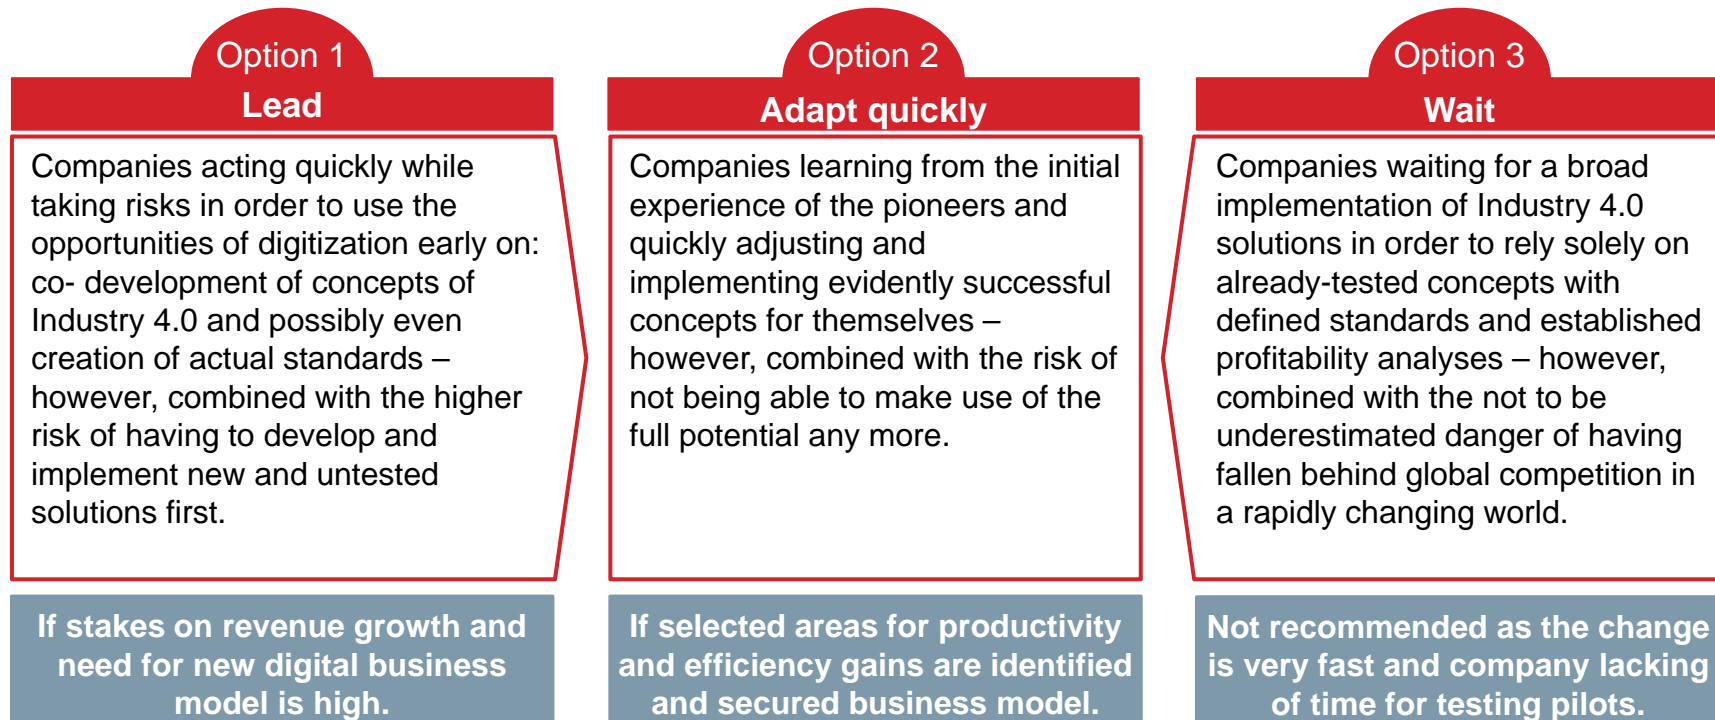 Option 1
Lead
Companies acting quickly while
taking risks in order to use the
opportunities of digitization early on:
co- development of concepts of
Industry 4.0 and possibly even
creation of actual standards –
however, combined with the higher
risk of having to develop and
implement new and untested
solutions first.
If stakes on revenue growth and
need for new digital business
model is high.
Option 2
Adapt quickly
Companies learning from the initial
experience of the pioneers and
quickly adjusting and
implementing evidently successful
concepts for themselves –
however, combined with the risk of
not being able to make use of the
full potential any more.
If selected areas for productivity
and efficiency gains are identified
and secured business model.
Option 3
Wait
Companies waiting for a broad
implementation of Industry 4.0
solutions in order to rely solely on
already-tested concepts with
defined standards and established
profitability analyses – however,
combined with the not to be
underestimated danger of having
fallen behind global competition in
a rapidly changing world.
Not recommended as the change
is very fast and company lacking
of time for testing pilots.